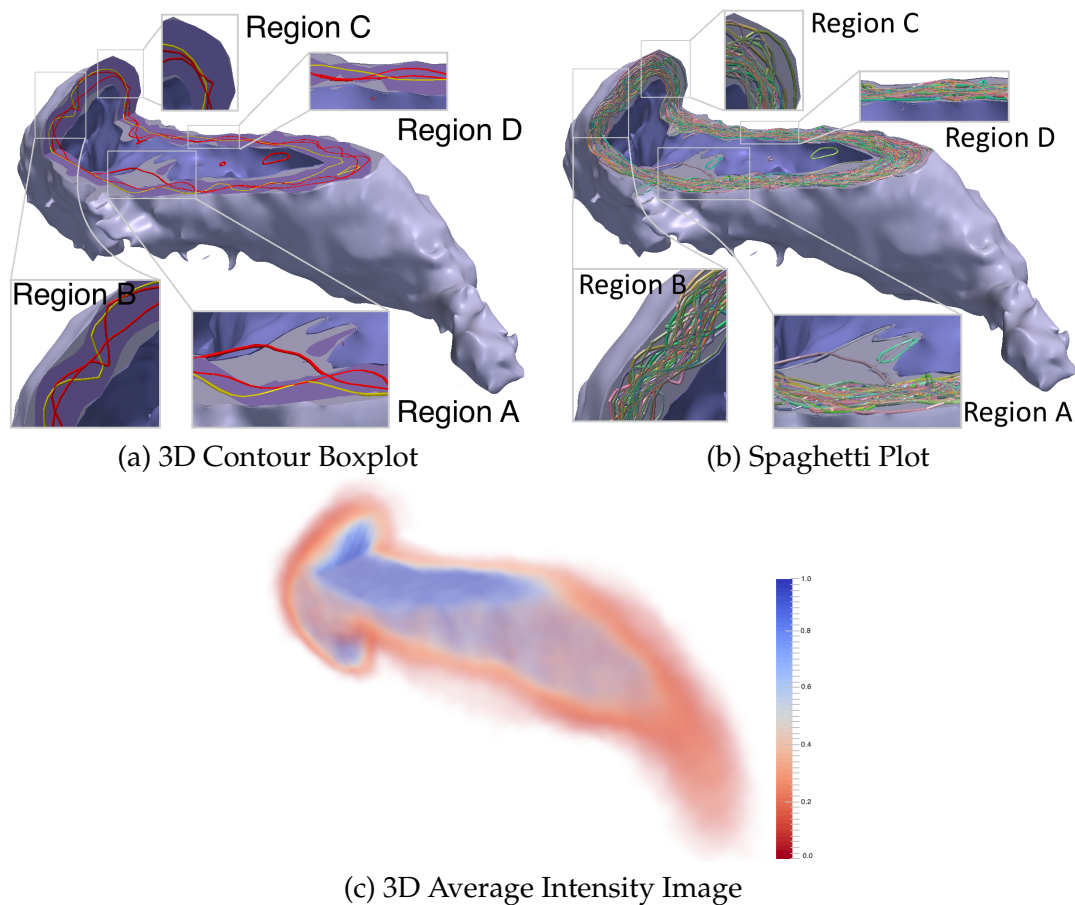 Region C
Region D
Region B
Region A
(a) 3D Contour Boxplot
Region C
Region D
Region B
Region A
(b) Spaghetti Plot
1.0
0.8
0.6
0.4
0.2
0.0
(c) 3D Average Intensity Image